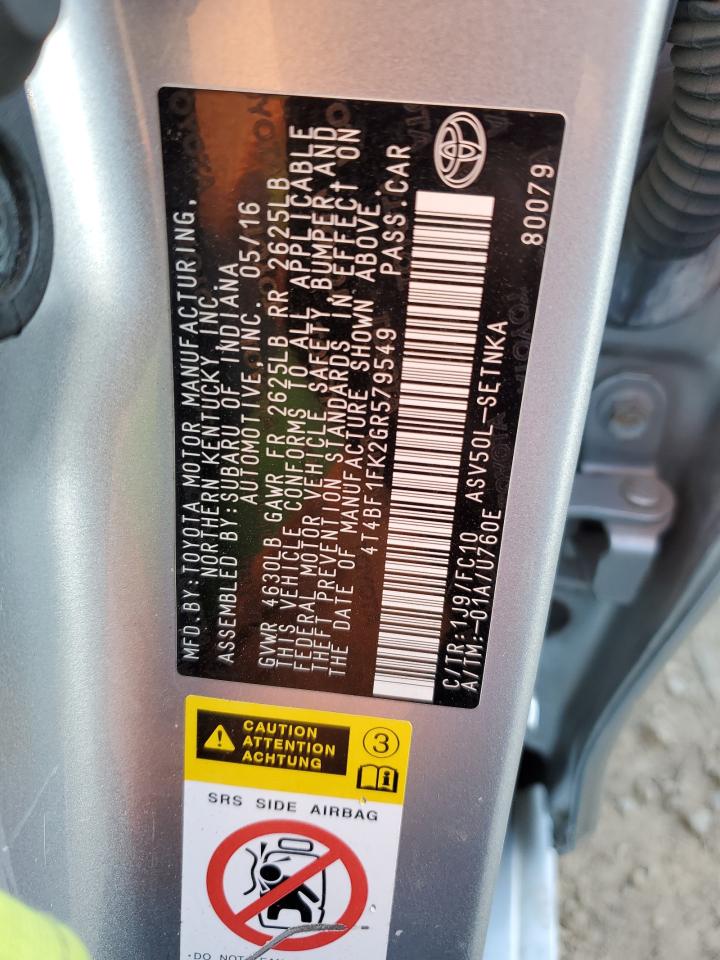 MFD.BY:TOYOTA MOTOR MANUFACTURING,
NORTHERN KENTUCKY INC.
ASSEMBLED BY:SUBARU OF INDIANA
AUTOMOTIVE,INC. 05/16
GVWR 4630LB GAWR FR 2625LB RR 2625LB
THIS VEHICLE CONFORMS TO ALL APPLICABLE
FEDERAL MOTOR VEHICLE SAFETY,BUMPER,AND
THEFT PREVENTION STANDARDS IN EFFECT ON
THE DATE OF MANUFACTURE SHOWN ABOVE.
4T4BF1FK2GR579549 PASS.CAR
C/TR:1J9/FC10 ASV50L-SETNKA
A/TM:-01A/U760E
80079
CAUTION
ATTENTION
ACHTUNG
3
SRS SIDE AIRBAG
·DO NOT LEAN